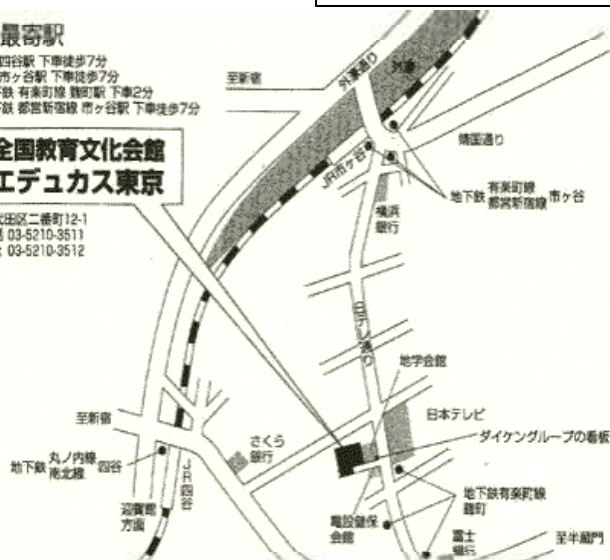 最寄駅
四谷駅 下車徒歩7分
市ヶ谷駅 下車徒歩7分
鉄 有楽町線 麹町駅 下車2分
鉄 都営新宿線 市ヶ谷駅 下車徒歩7分
全国教育文化会館
エデュカス東京
代田区二番町12-1
03-5210-3511
03-5210-3512
至新宿
外濠通り
外濠
靖国通り
JR市ヶ谷
地下鉄 有楽町線 都営新宿線 市ヶ谷
横浜
銀行
日テレ通り
地学会館
日本テレビ
ダイケングループの看板
至新宿
さくら
銀行
地下鉄 丸ノ内線 南北線 四谷
JR四谷
迎賓館
方面
電設健保
会館
地下鉄有楽町線
麹町
富士
銀行
至半蔵門